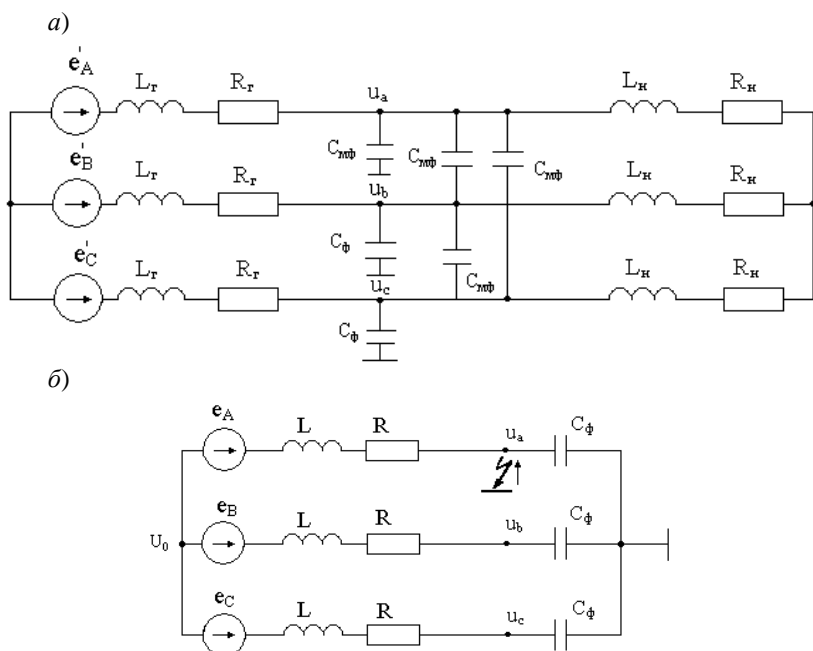 а)
e'A Lг Rг ua Lн Rн
Cмф Cмф Cмф
e'B Lг Rг ub Lн Rн
Cф
e'C Lг Rг uc Cмф Lн Rн
Cф
б)
eA L R ua Cф
U0 eB L R ub Cф
eC L R uc Cф